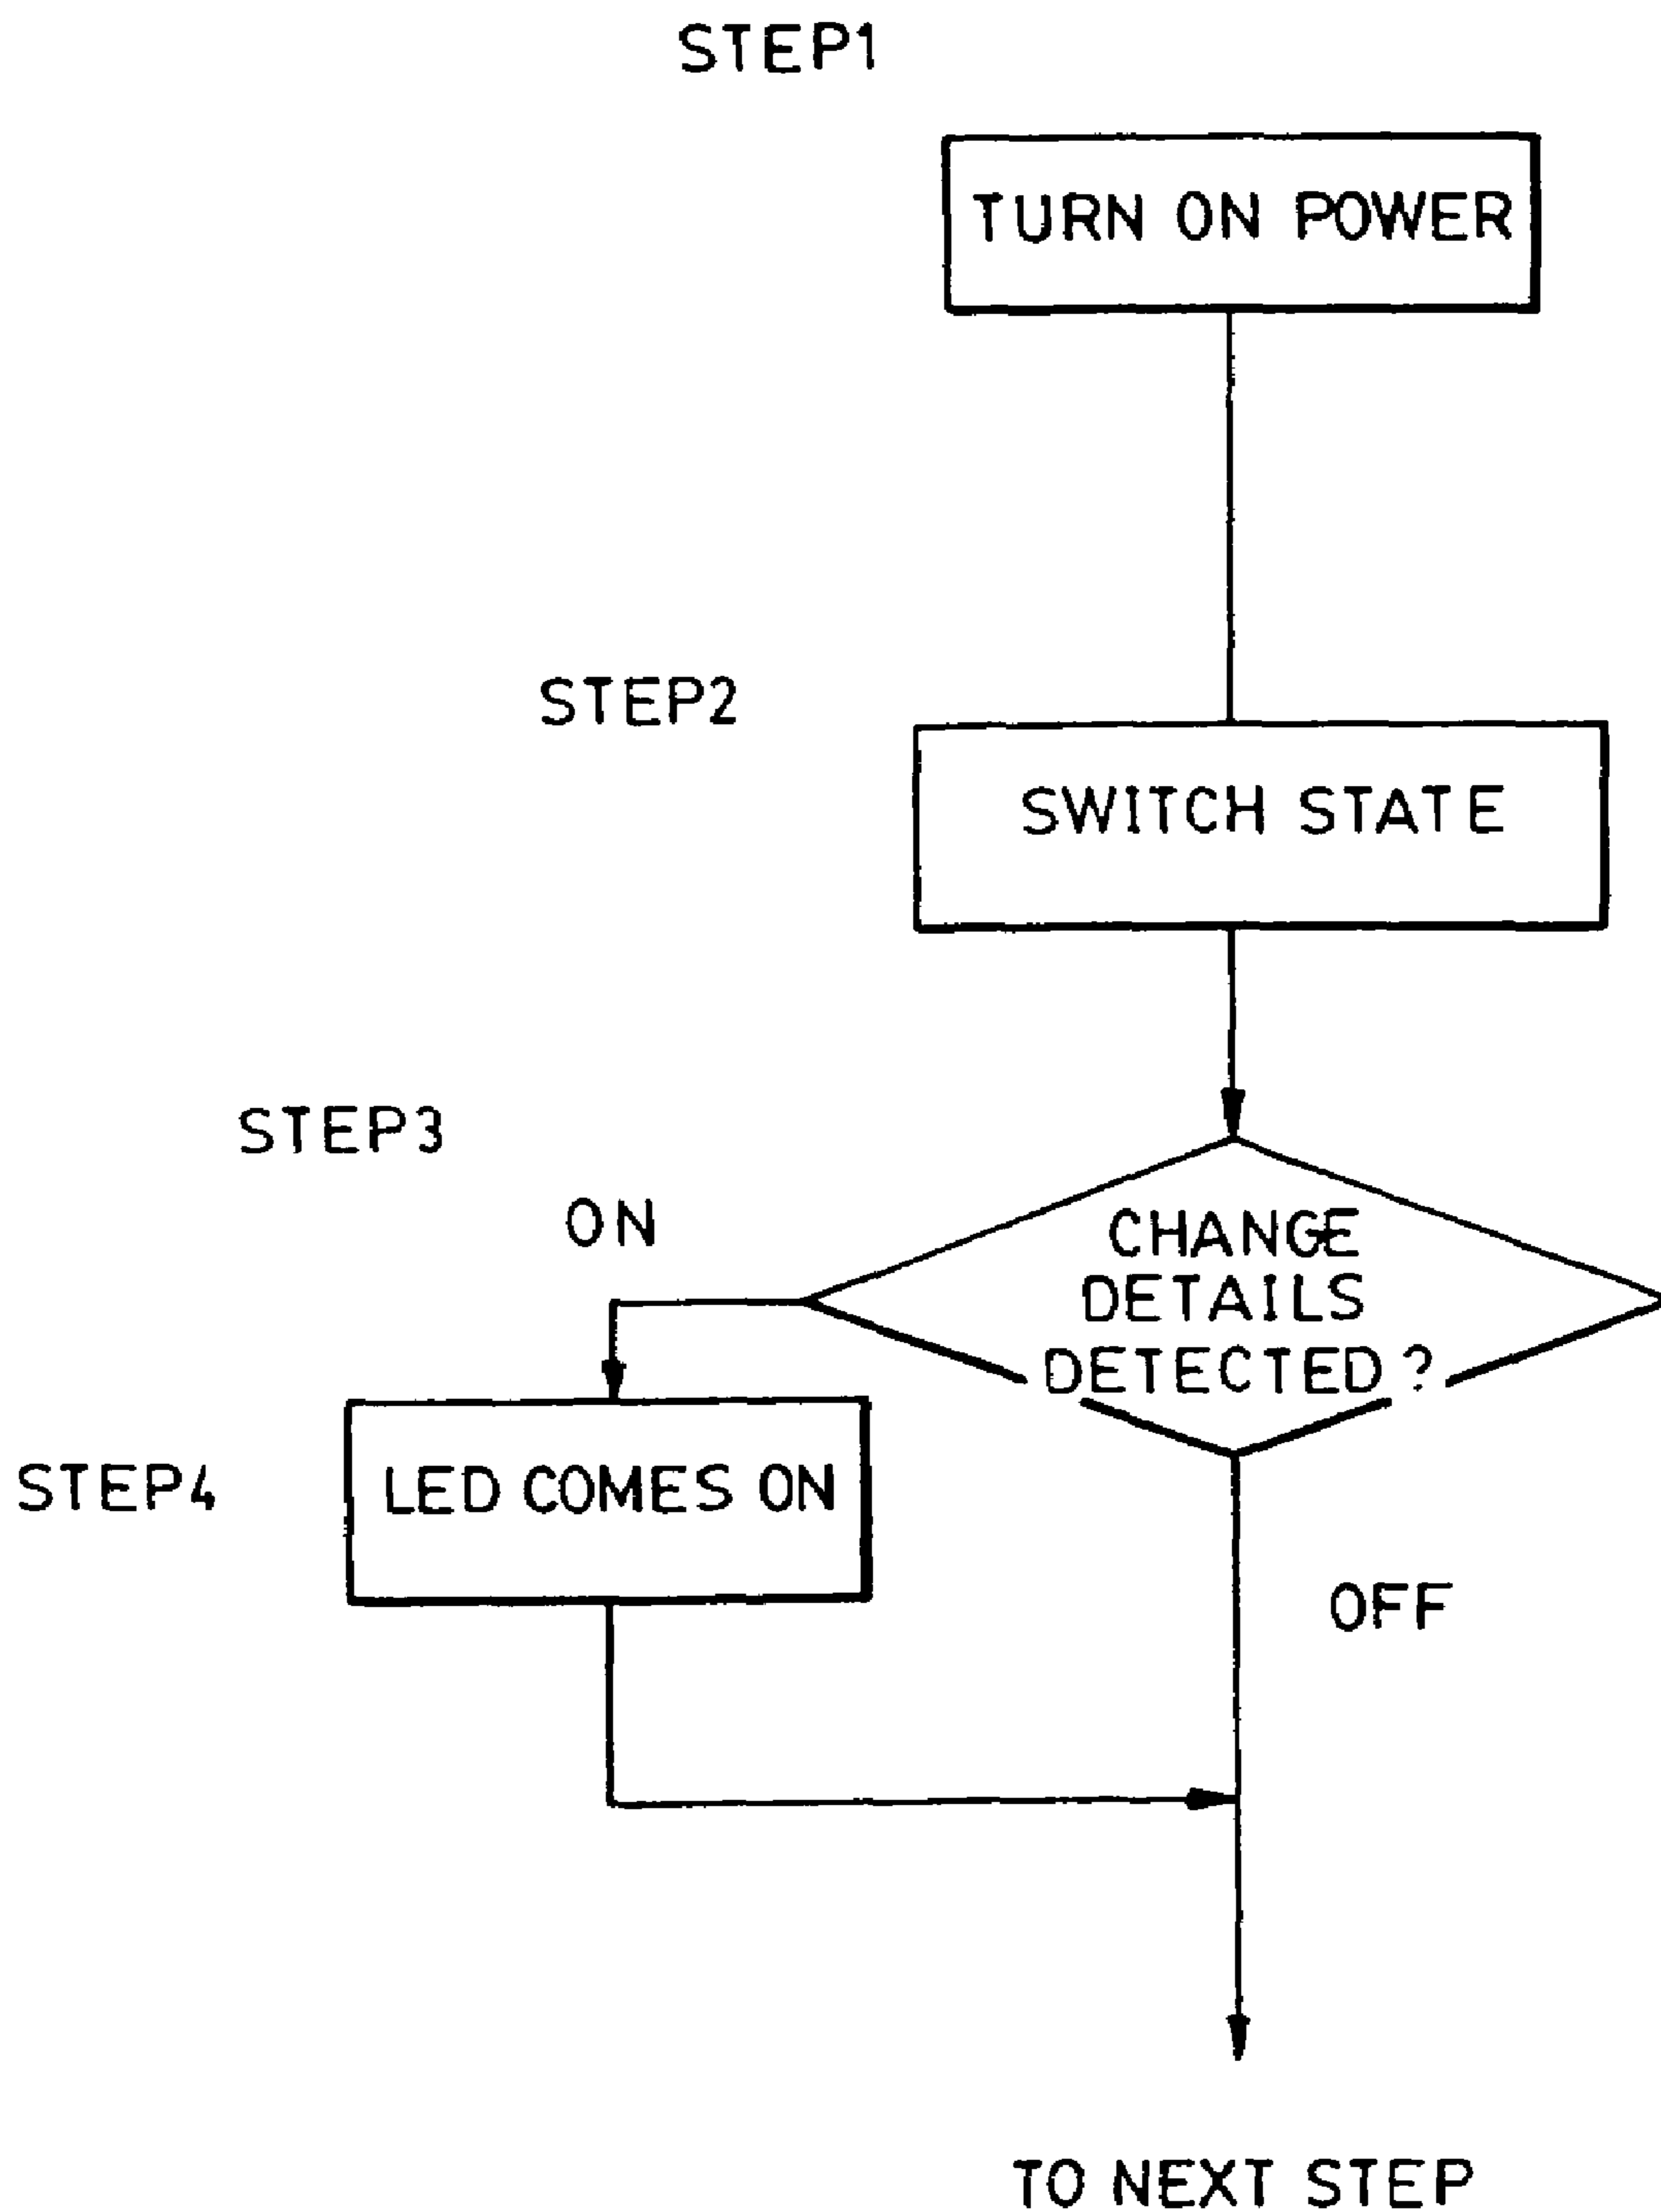 STEP1
TURN ON POWER
STEP2
SWITCH STATE
STEP3
ON
CHANGE
DETAILS
DETECTED ?
STEP4
LED COMES ON
OFF
TO NEXT STEP